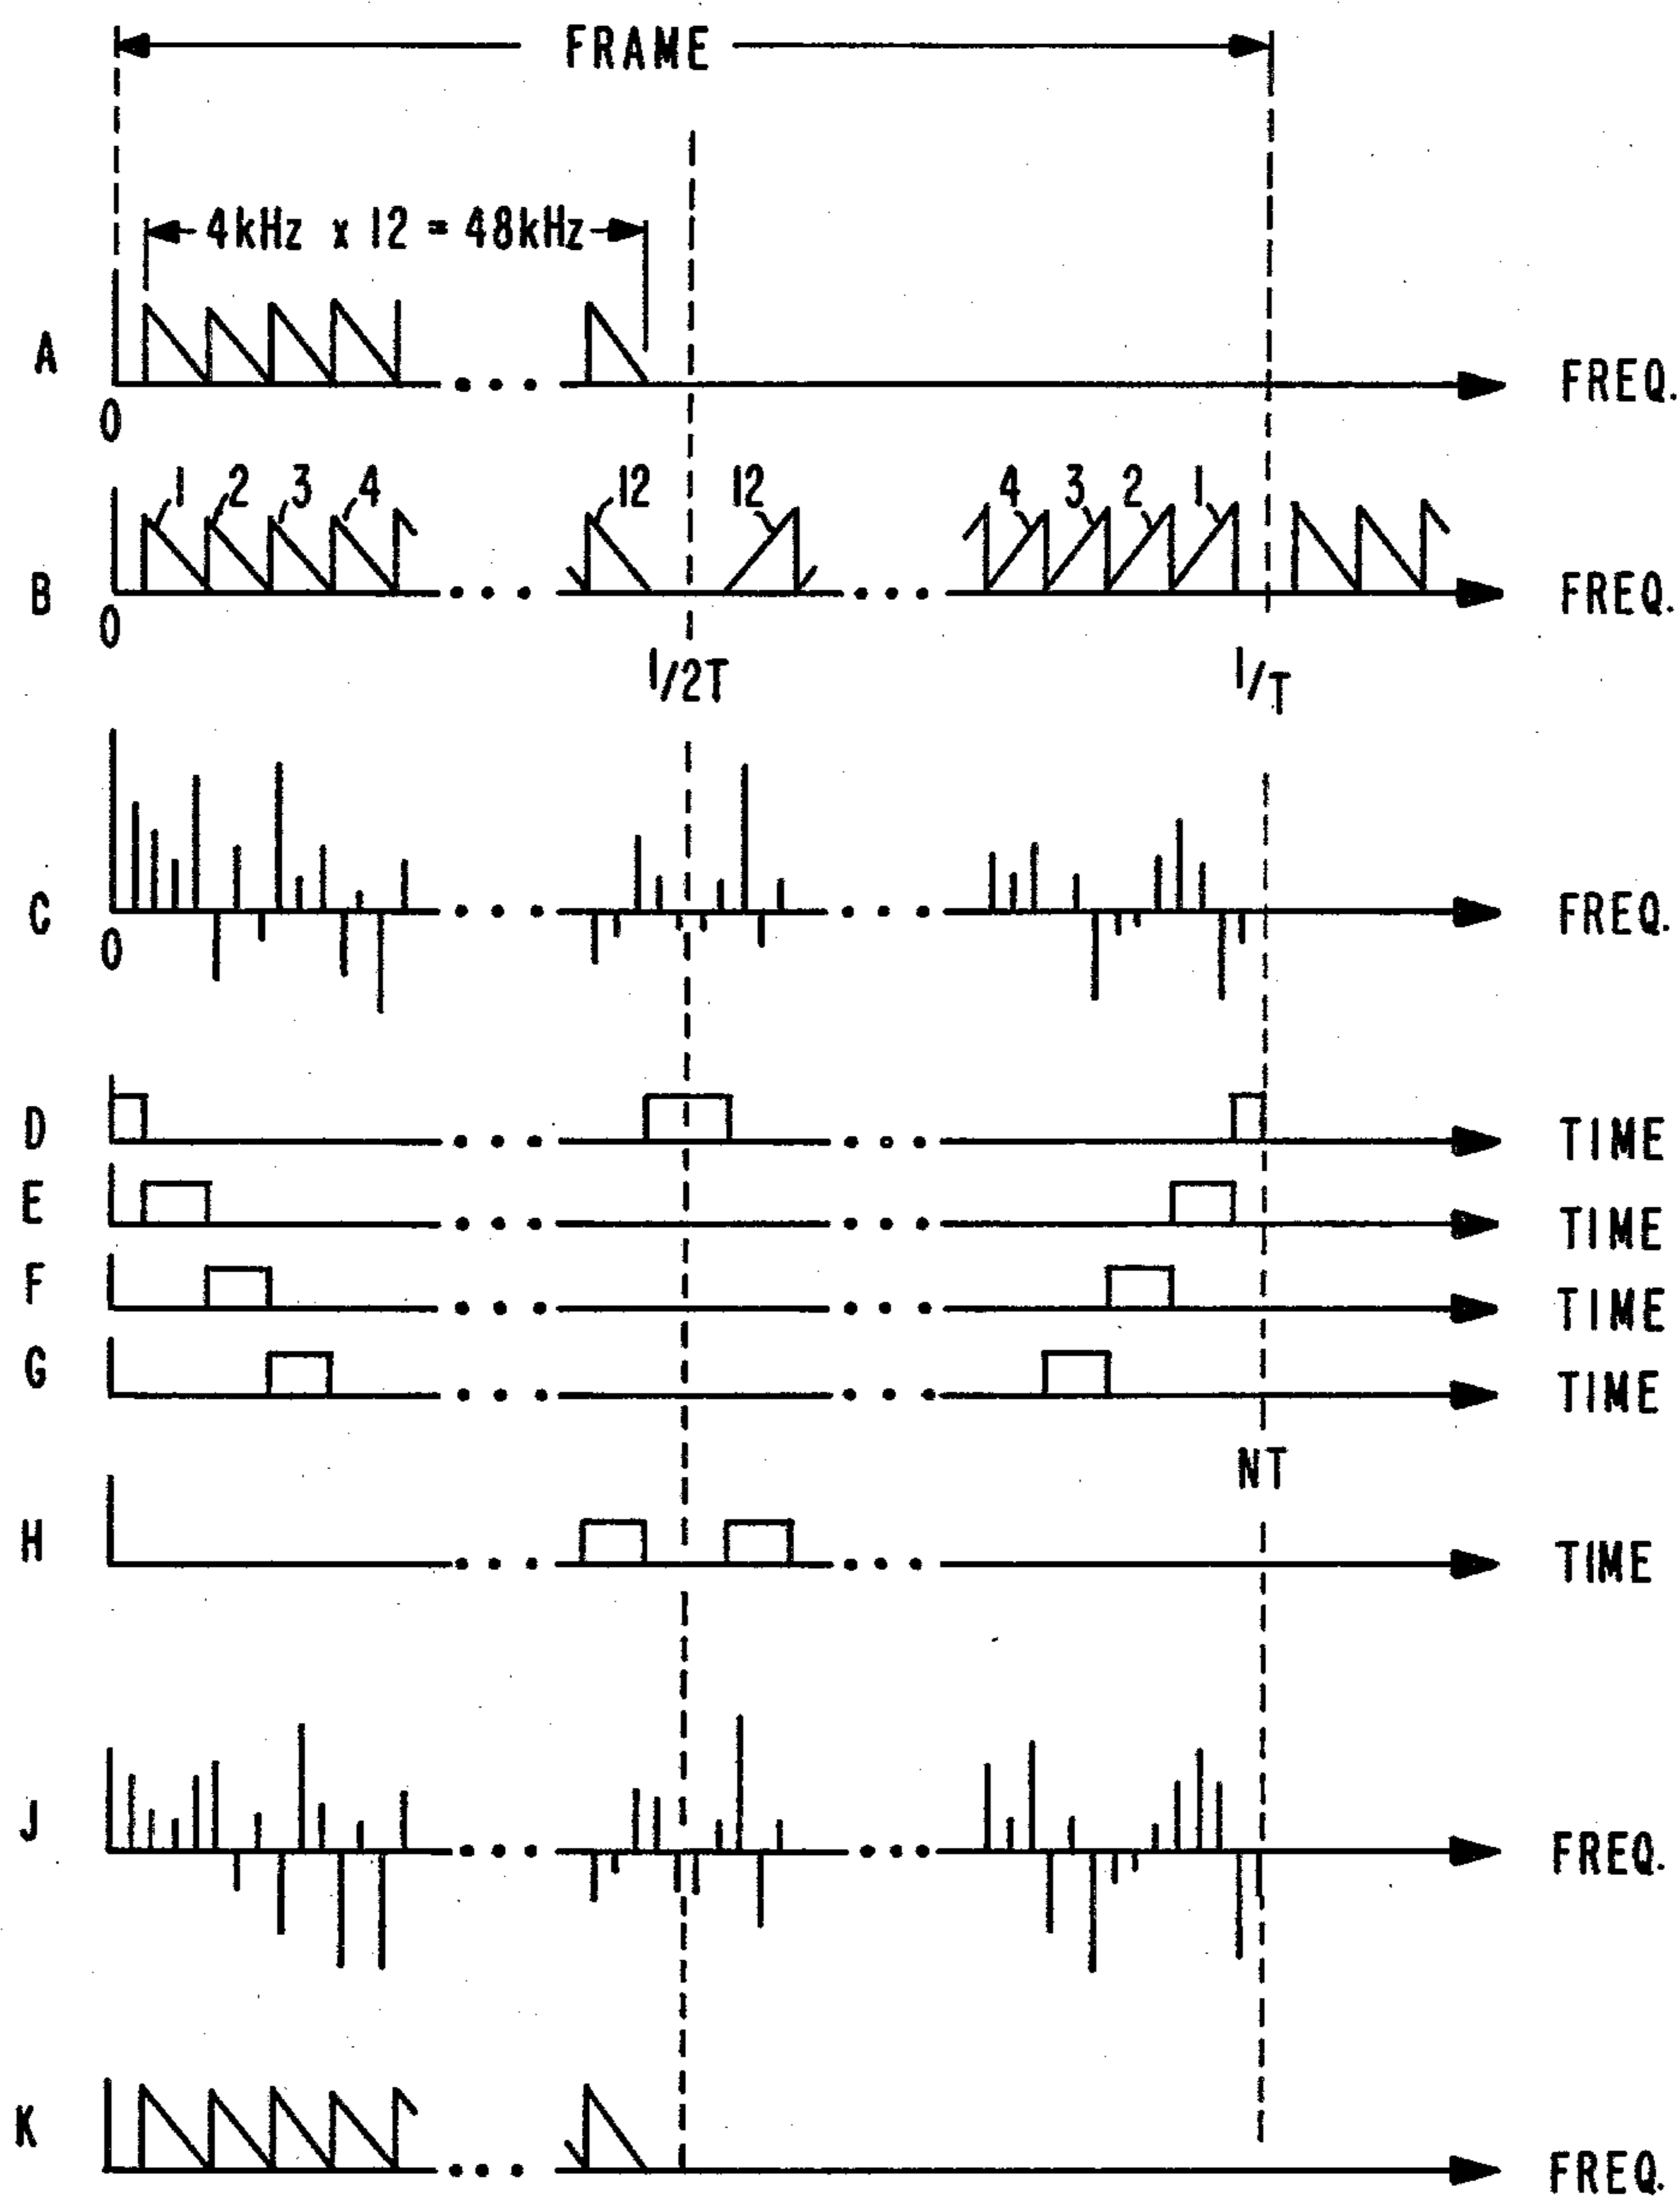 FRAME
4kHz x 12 = 48kHz
A
FREQ.
0
1 2 3 4 12 12 4 3 2 1
B
FREQ.
0
1/2T 1/T
C
FREQ.
0
D
TIME
E
TIME
F
TIME
G
TIME
NT
H
TIME
J
FREQ.
K
FREQ.